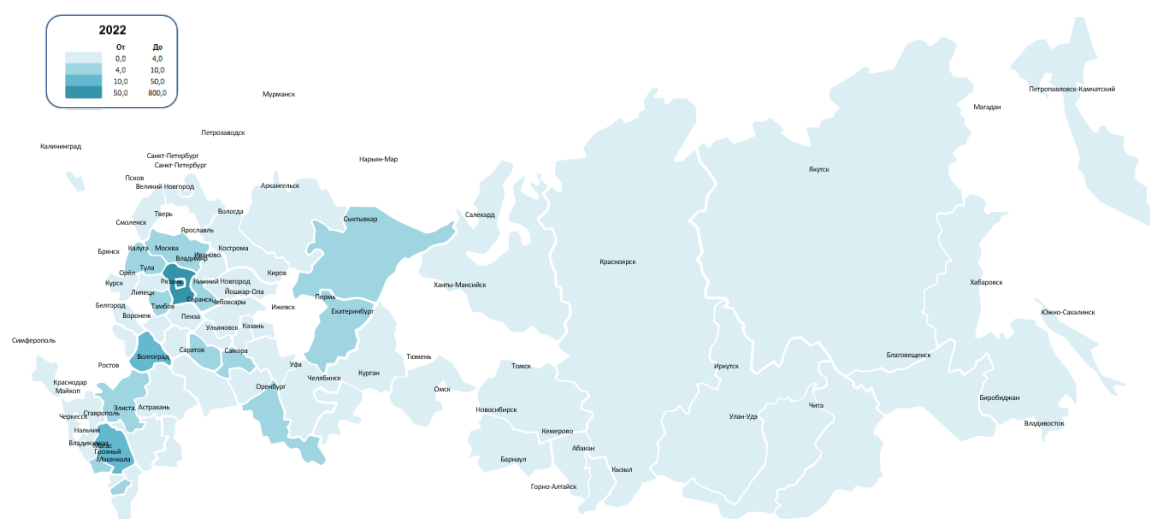 2022
От До
0,0 4,0
4,0 10,0
10,0 50,0
50,0 800,0
Мурманск
Петропавловск-Камчатский
Магадан
Петрозаводск
Калининград
Санкт-Петербург
Нарьян-Мар
Санкт-Петербург
Якутск
Псков
Великий Новгород
Архангельск
Тверь
Вологда
Салехард
Смоленск
Сыктывкар
Ярославль
Брянск
Калуга
Москва
Кострома
Иваново
Владимир
Красноярск
Тула
Орёл
Киров
Курск
Рязань
Нижний Новгород
Ханты-Мансийск
Хабаровск
Липецк
Йошкар-Ола
Пермь
Саранск
Чебоксары
Белгород
Тамбов
Ижевск
Екатеринбург
Южно-Сахалинск
Воронеж
Пенза
Ульяновск
Казань
Симферополь
Саратов
Самара
Волгоград
Тюмень
Благовещенск
Ростов
Уфа
Томск
Иркутск
Курган
Челябинск
Краснодар
Оренбург
Омск
Майкоп
Биробиджан
Элиста
Астрахань
Чита
Новосибирск
Ставрополь
Черкесск
Улан-Удэ
Владивосток
Нальчик
Кемерово
Владикавказ
Магас
Абакан
Грозный
Махачкала
Барнаул
Кызыл
Горно-Алтайск